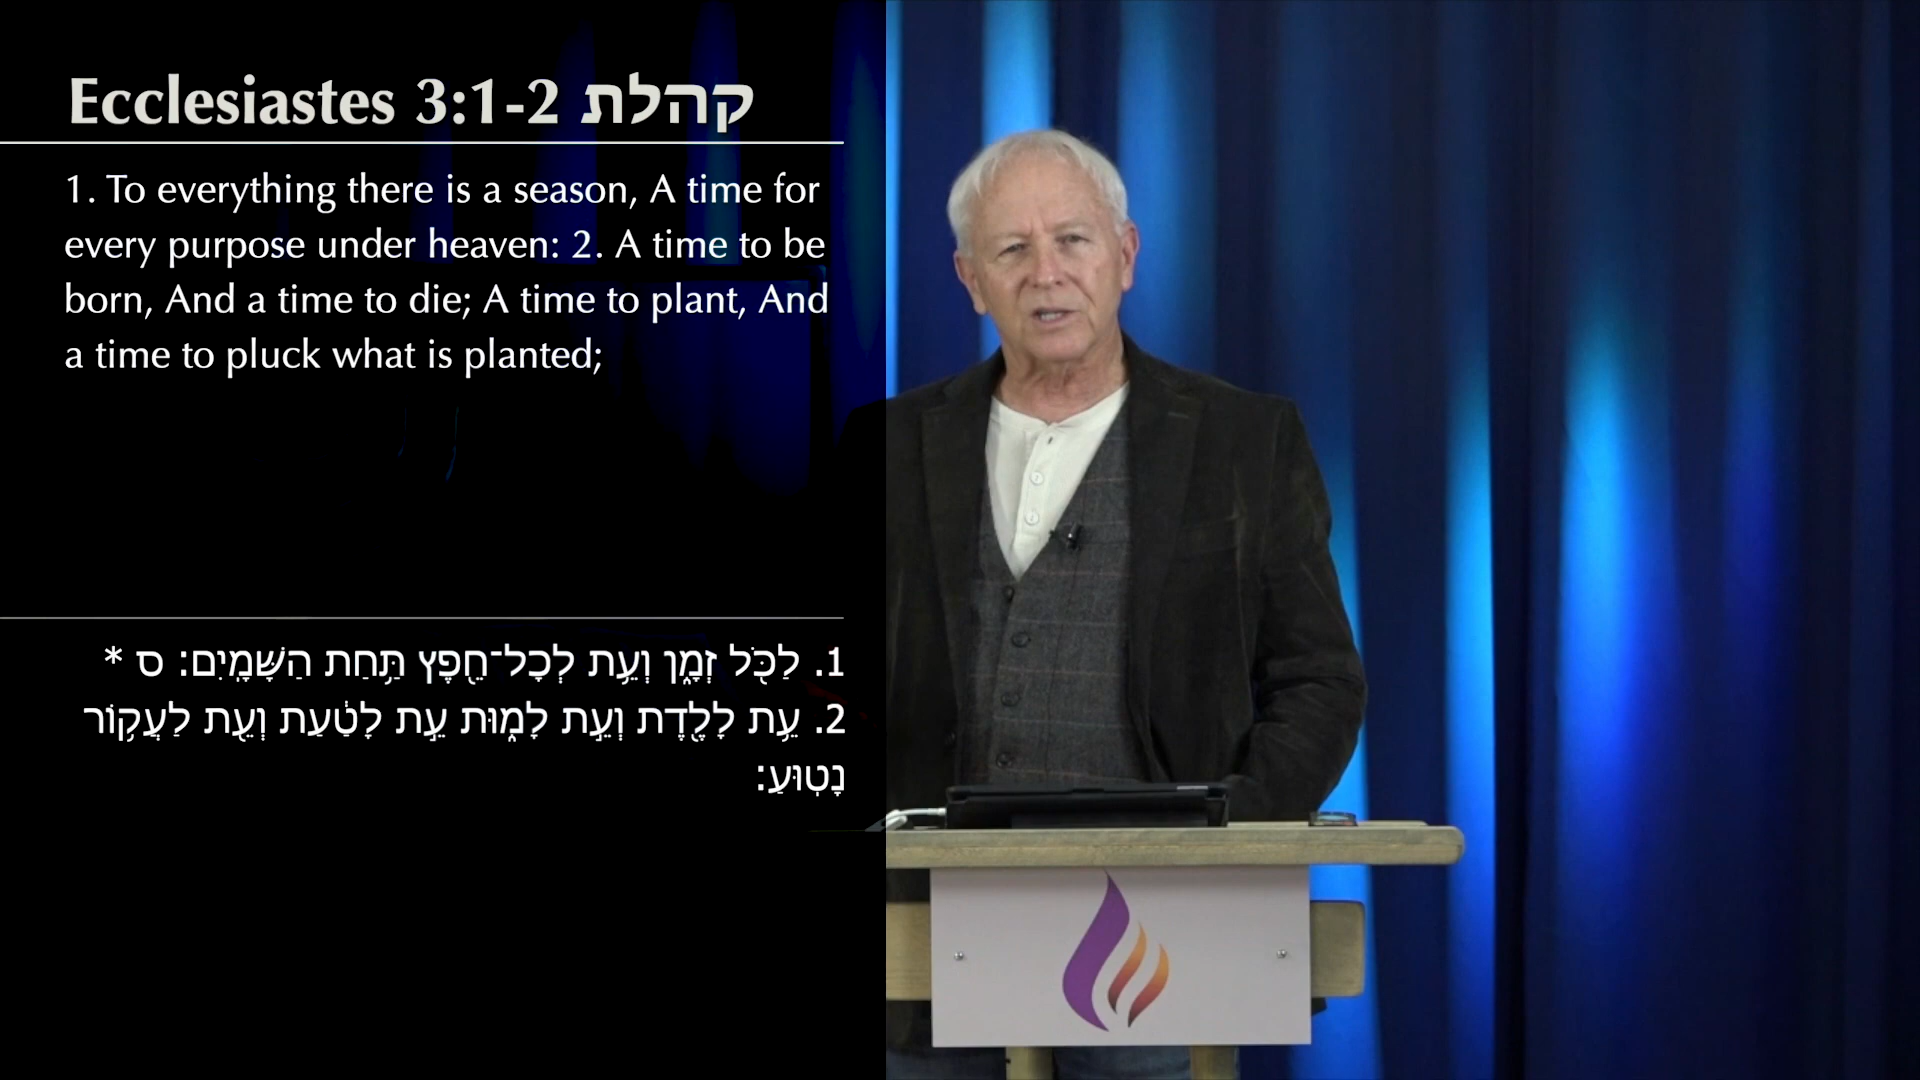 Ecclesiastes 3:1-2 קהלת
1. To everything there is a season, A time for
every purpose under heaven: 2. A time to be
born, And a time to die; A time to plant, And
a time to pluck what is planted;
1. לַכֹּ֖ל זְמָ֑ן וְעֵ֥ת לְכָל־חֵ֖פֶץ תַּ֥חַת הַשָּׁמָֽיִם׃ ס *
2. עֵ֥ת לָלֶ֖דֶת וְעֵ֣ת לָמ֑וּת עֵ֣ת לָטַ֔עַת וְעֵ֖ת לַעֲק֥וֹר
נָטֽוּעַ׃